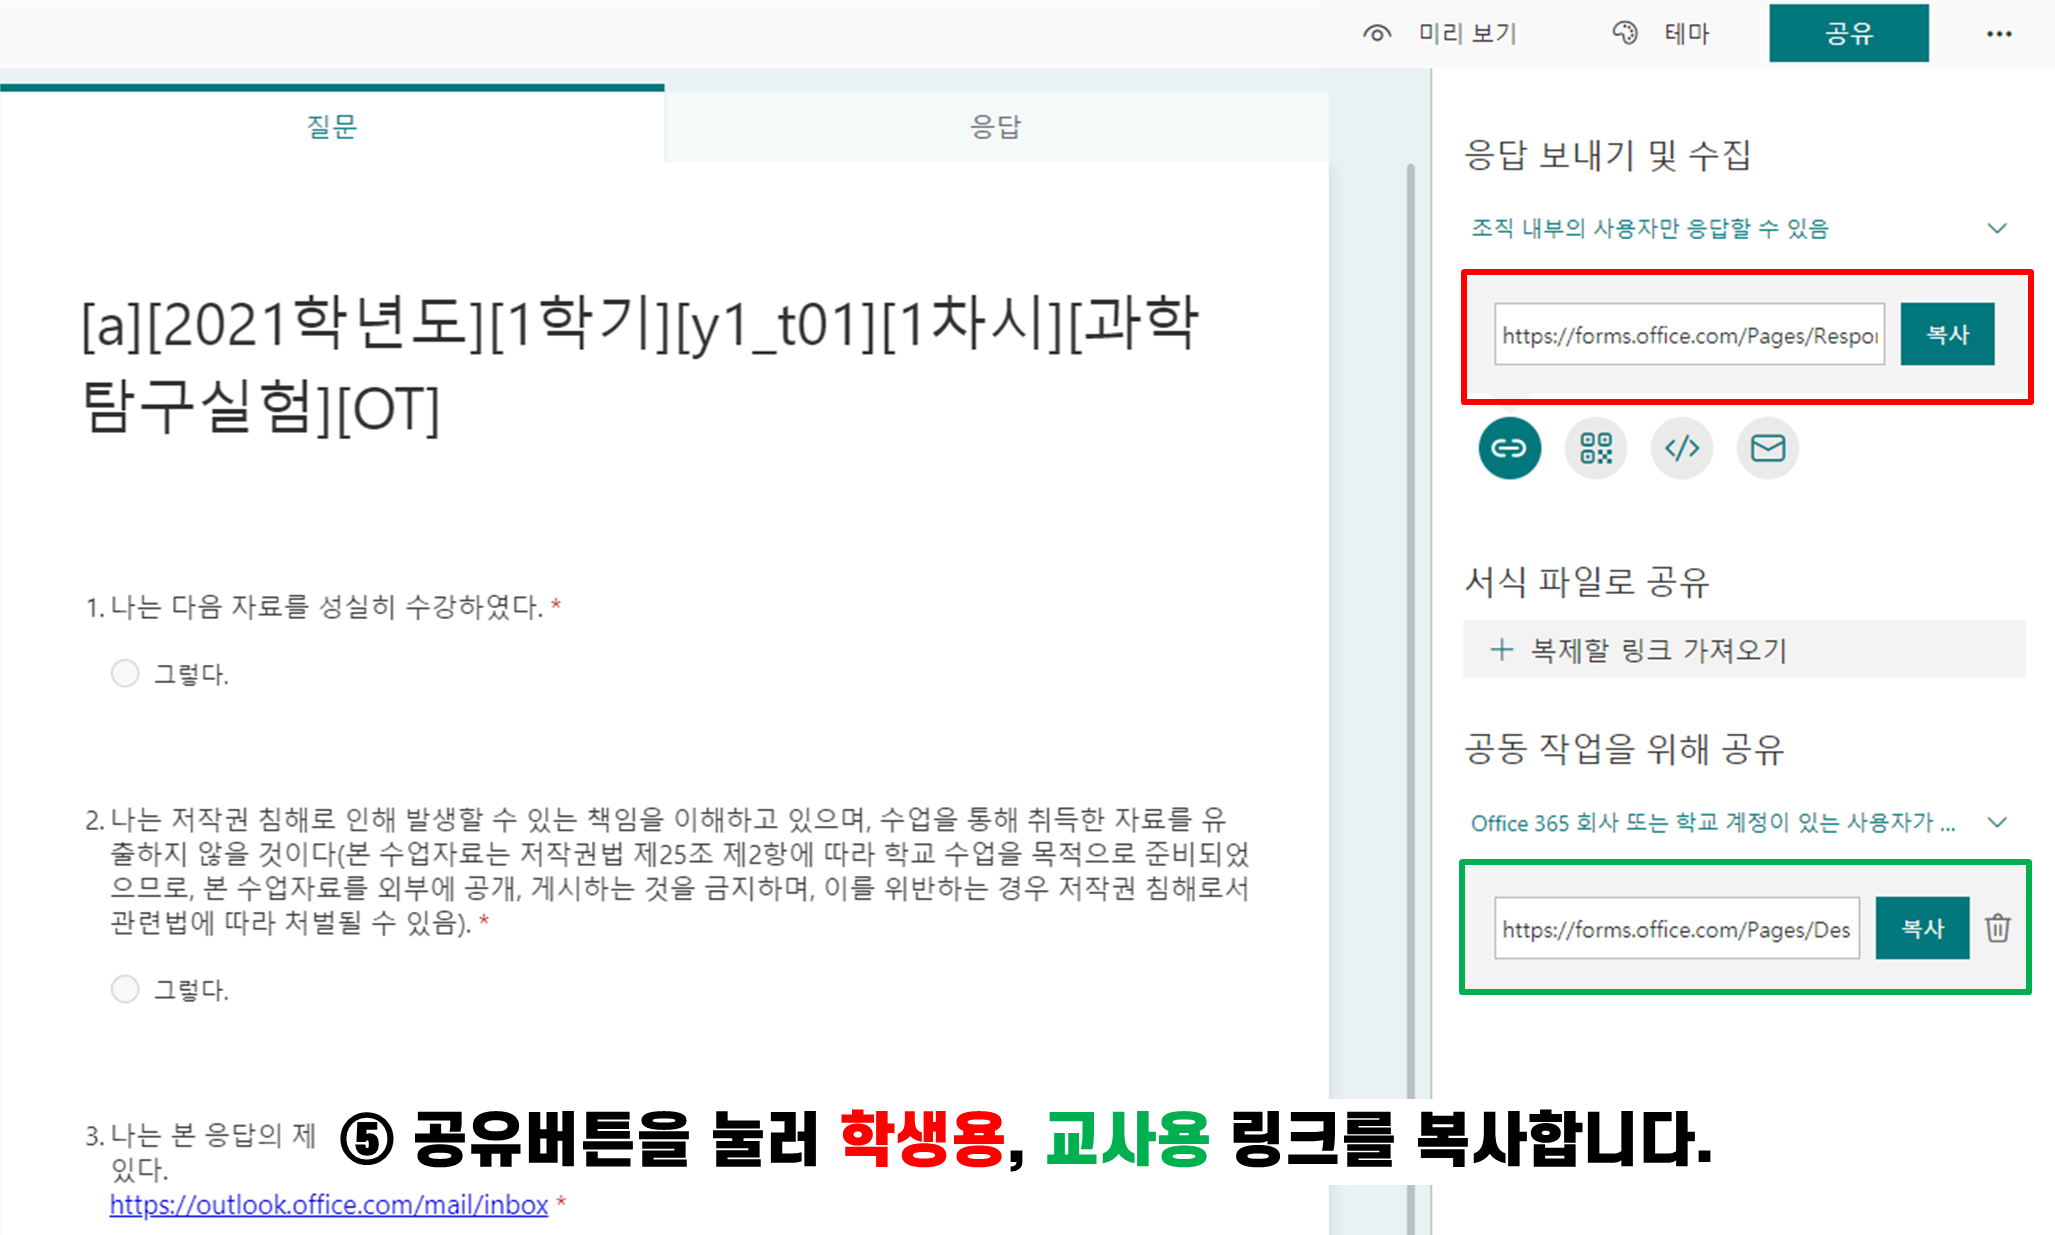 미리 보기
테마
공유
질문
응답
[a][2021학년도][1학기][y1_t01][1차시][과학
탐구실험][OT]
1. 나는 다음 자료를 성실히 수강하였다. *
그렇다.
2. 나는 저작권 침해로 인해 발생할 수 있는 책임을 이해하고 있으며, 수업을 통해 취득한 자료를 유
출하지 않을 것이다(본 수업자료는 저작권법 제25조 제2항에 따라 학교 수업을 목적으로 준비되었
으므로, 본 수업자료를 외부에 공개, 게시하는 것을 금지하며, 이를 위반하는 경우 저작권 침해로서
관련법에 따라 처벌될 수 있음). *
그렇다.
3. 나는 본 응답의 제
있다.
https://outlook.office.com/mail/inbox *
응답 보내기 및 수집
조직 내부의 사용자만 응답할 수 있음
https://forms.office.com/Pages/Respon
복사
서식 파일로 공유
+ 복제할 링크 가져오기
공동 작업을 위해 공유
Office 365 회사 또는 학교 계정이 있는 사용자가 ...
https://forms.office.com/Pages/Des
복사
⑤ 공유버튼을 눌러 학생용, 교사용 링크를 복사합니다.